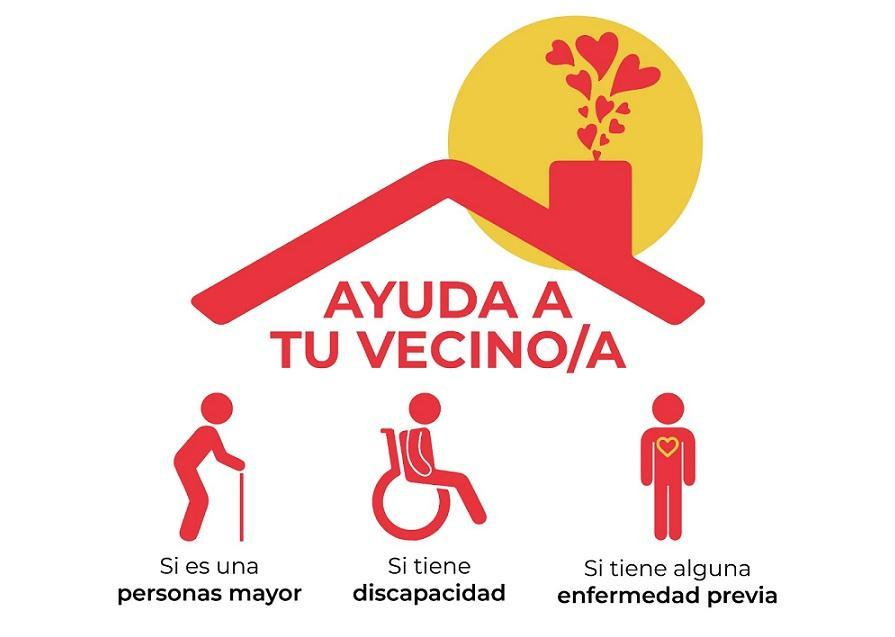 AYUDA A
TU VECINO/A
Si es una
personas mayor
Si tiene
discapacidad
Si tiene alguna
enfermedad previa